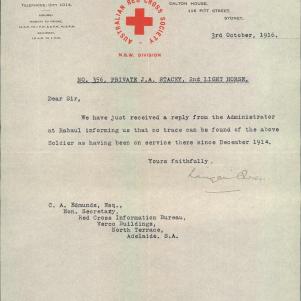 TELEPHONE: CITY 1014.
AUSTRALIAN RED CROSS SOCIETY
N.S.W. DIVISION
DALTON HOUSE,
115 PITT STREET
SYDNEY.
3rd October, 1916.
NO. 356, PRIVATE J.A. STACEY, 2nd LIGHT HORSE.
Dear Sir,
We have just received a reply from the Administrator
at Rabaul informing us that no trace can be found of the above
Soldier as having been on service there since December 1914.
Yours faithfully,
C. A. Edmunds, Esq.,
Hon. Secretary,
Red Cross Information Bureau,
Verco Buildings,
North Terrace,
Adelaide. S.A.